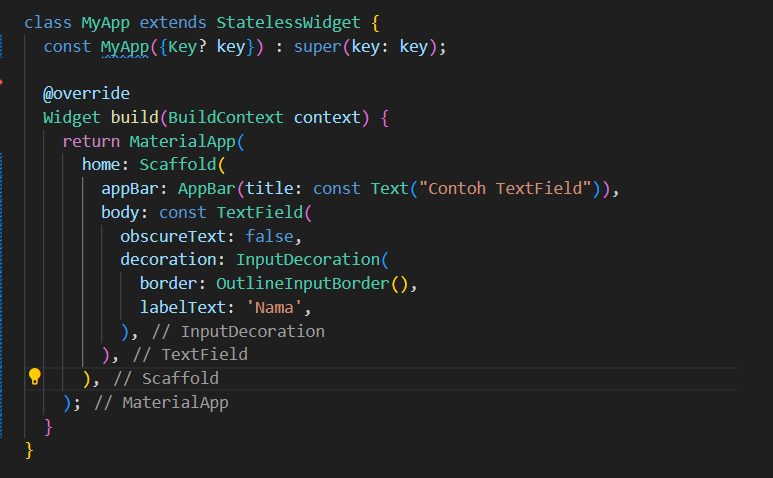 class MyApp extends StatelessWidget {
  const MyApp({Key? key}) : super(key: key);

  @override
  Widget build(BuildContext context) {
    return MaterialApp(
      home: Scaffold(
        appBar: AppBar(title: const Text("Contoh TextField")),
        body: const TextField(
          obscureText: false,
          decoration: InputDecoration(
            border: OutlineInputBorder(),
            labelText: 'Nama',
          ), // InputDecoration
        ), // TextField
      ), // Scaffold
    ); // MaterialApp
  }
}